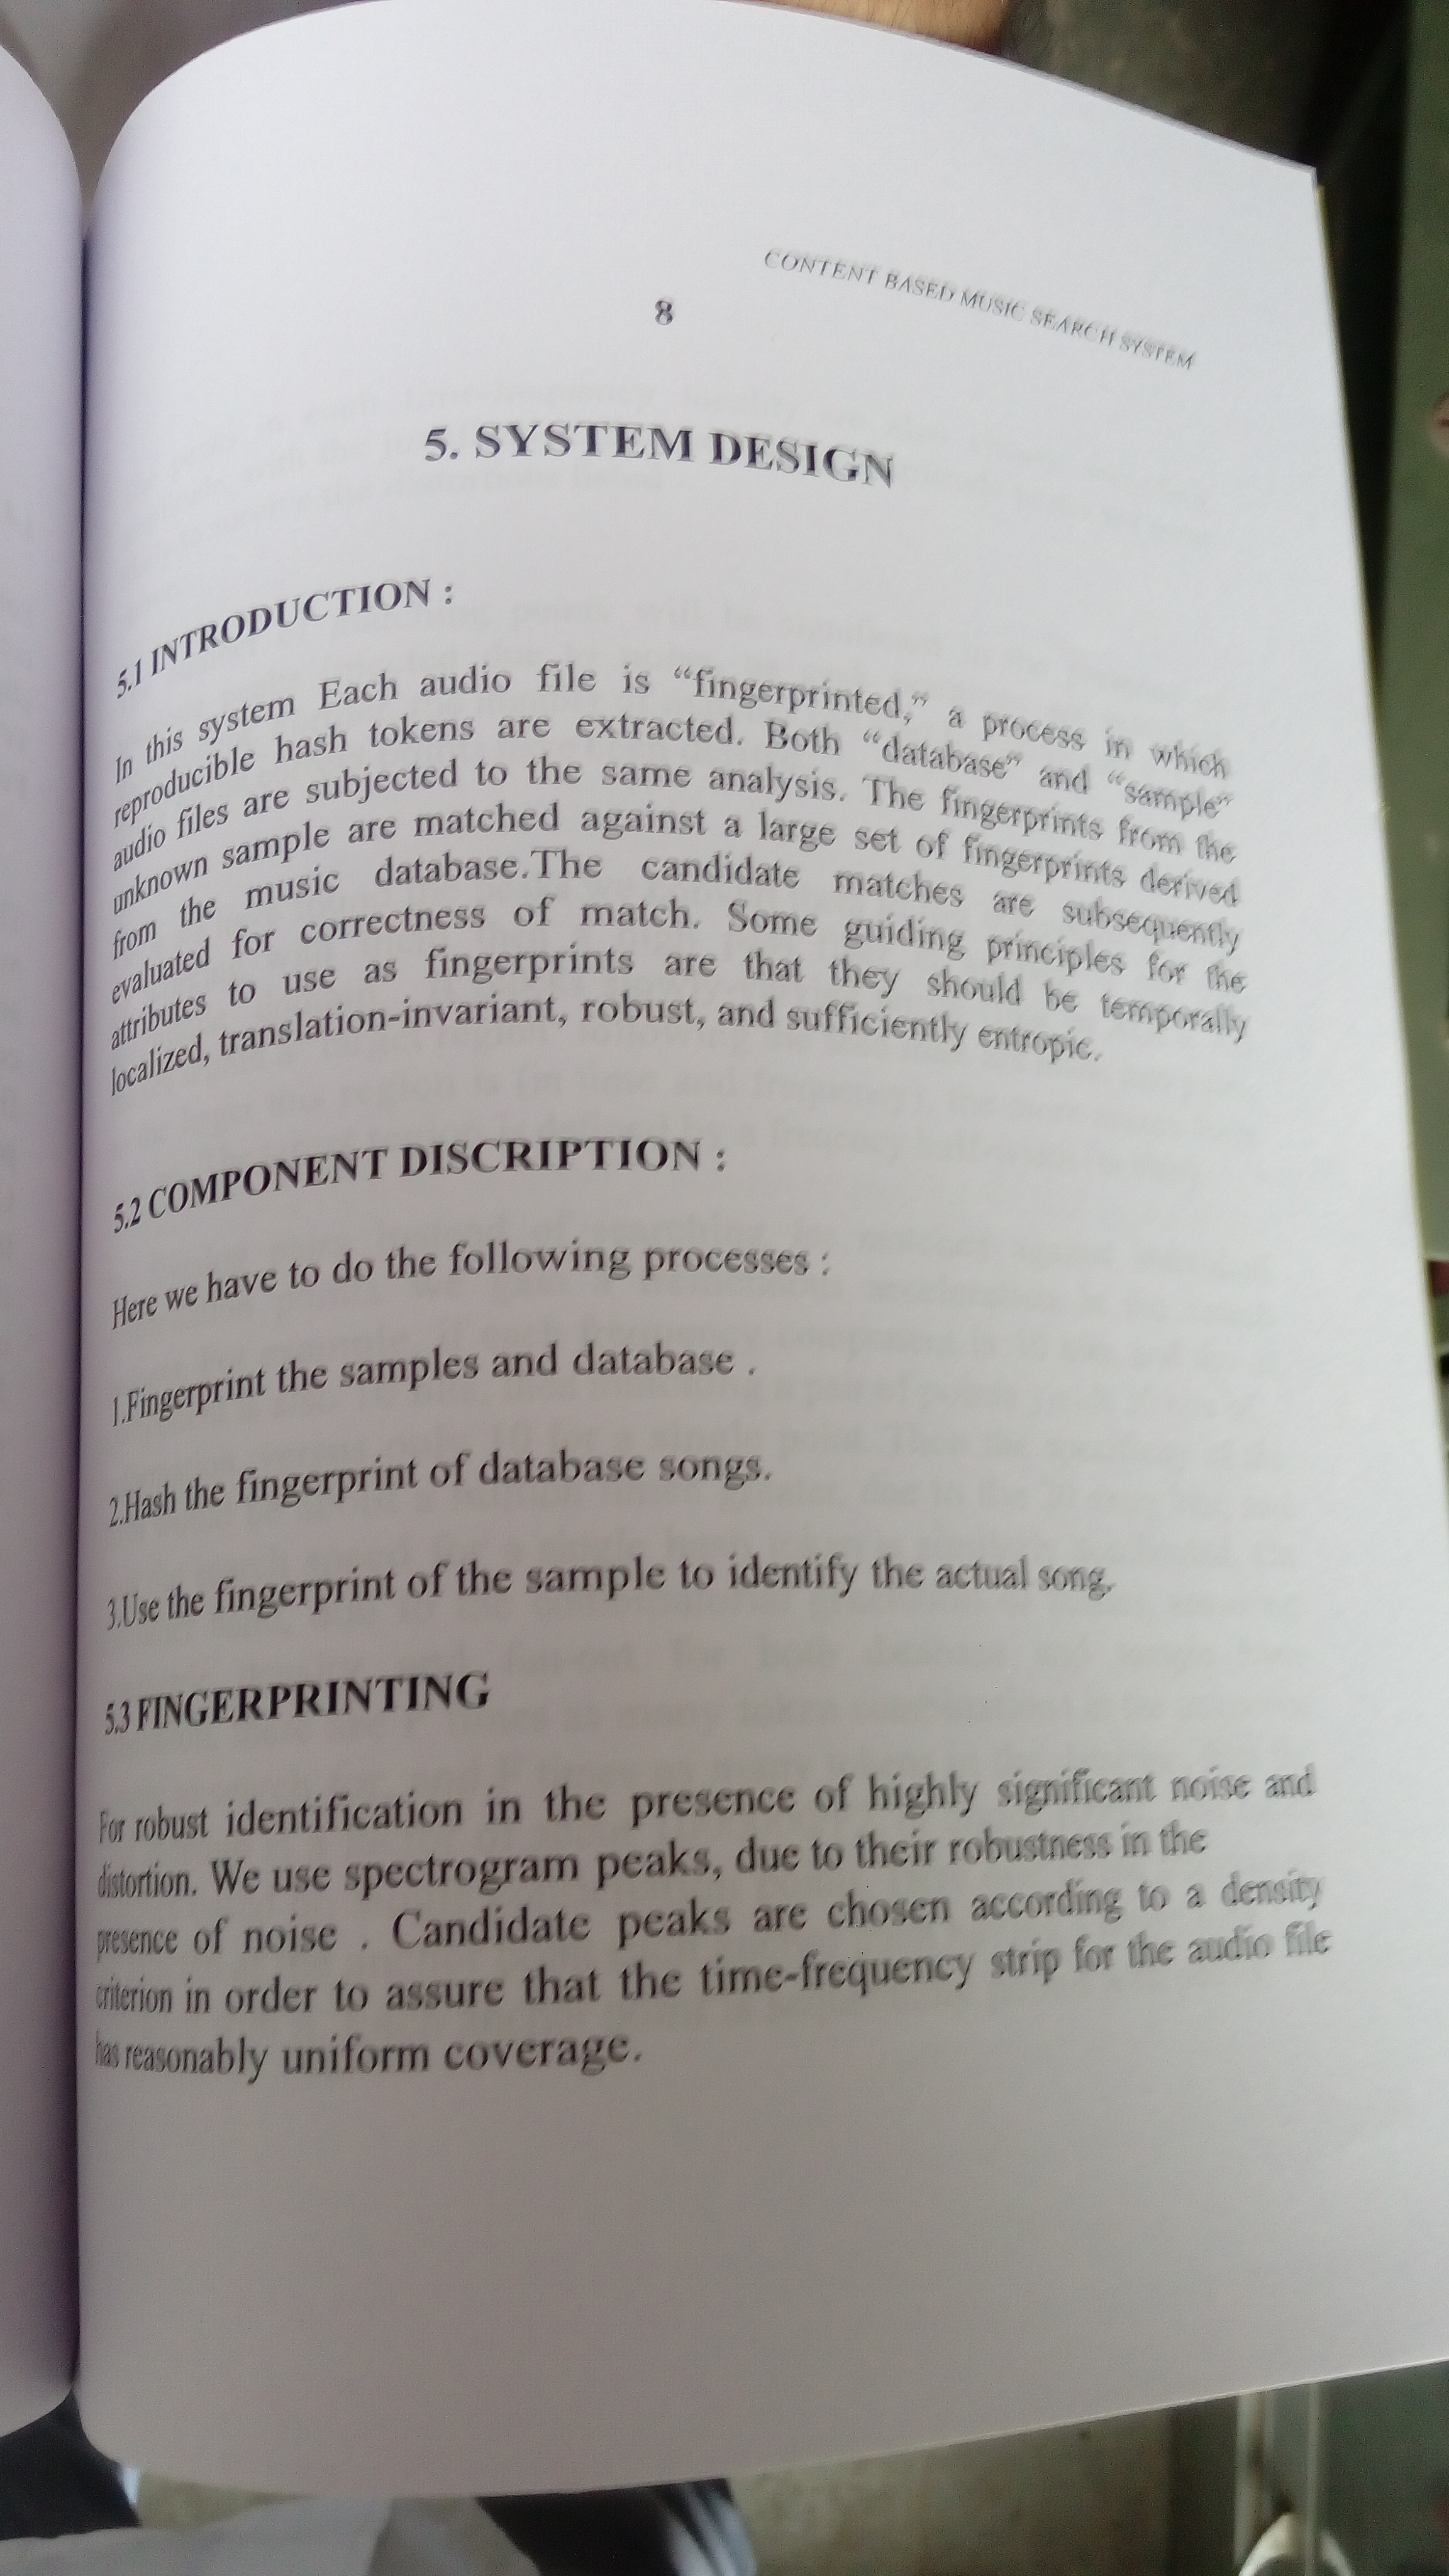 CONTENT BASED MUSIC SEARCH SYSTEM
8
5. SYSTEM DESIGN
5.1 INTRODUCTION :
In this system Each audio file is “fingerprinted,” a process in which
reproducible hash tokens are extracted. Both “database” and “sample”
audio files are subjected to the same analysis. The fingerprints from the
unknown sample are matched against a large set of fingerprints derived
from the music database.The candidate matches are subsequently
evaluated for correctness of match. Some guiding principles for the
attributes to use as fingerprints are that they should be temporally
localized, translation-invariant, robust, and sufficiently entropic.
5.2 COMPONENT DISCRIPTION :
Here we have to do the following processes :
1.Fingerprint the samples and database .
2.Hash the fingerprint of database songs.
3.Use the fingerprint of the sample to identify the actual song.
5.3 FINGERPRINTING
For robust identification in the presence of highly significant noise and
distortion. We use spectrogram peaks, due to their robustness in the
presence of noise . Candidate peaks are chosen according to a density
criterion in order to assure that the time-frequency strip for the audio file
has reasonably uniform coverage.